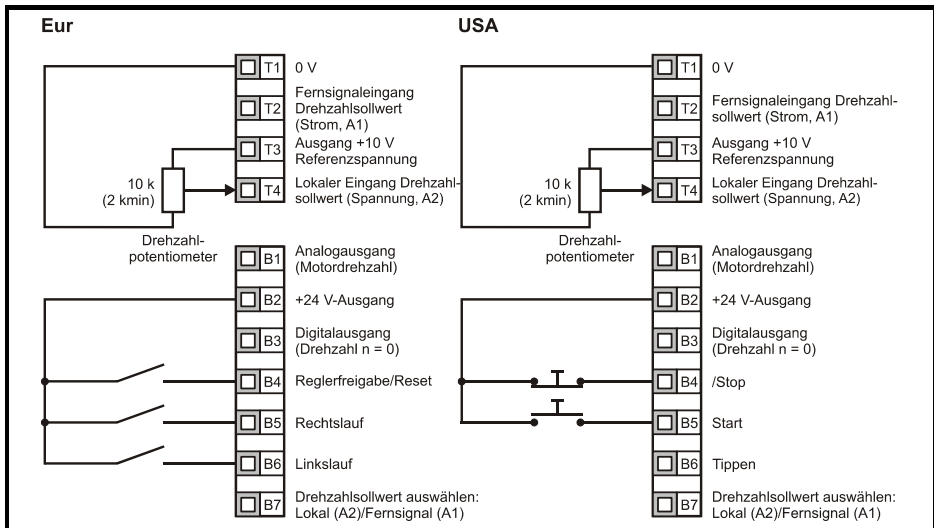 Eur
T1 0 V
T2 Fernsignaleingang
Drehzahlsollwert
(Strom, A1)
T3 Ausgang +10 V
Referenzspannung
10 k
(2 kmin)
T4 Lokaler Eingang Drehzahl-
sollwert (Spannung, A2)
Drehzahl-
potentiometer
B1 Analogausgang
(Motordrehzahl)
B2 +24 V-Ausgang
B3 Digitalausgang
(Drehzahl n = 0)
B4 Reglerfreigabe/Reset
B5 Rechtslauf
B6 Linkslauf
B7 Drehzahlsollwert auswählen:
Lokal (A2)/Fernsignal (A1)
USA
T1 0 V
T2 Fernsignaleingang Drehzahl-
sollwert (Strom, A1)
T3 Ausgang +10 V
Referenzspannung
10 k
(2 kmin)
T4 Lokaler Eingang Drehzahl-
sollwert (Spannung, A2)
Drehzahl-
potentiometer
B1 Analogausgang
(Motordrehzahl)
B2 +24 V-Ausgang
B3 Digitalausgang
(Drehzahl n = 0)
B4 /Stop
B5 Start
B6 Tippen
B7 Drehzahlsollwert auswählen:
Lokal (A2)/Fernsignal (A1)